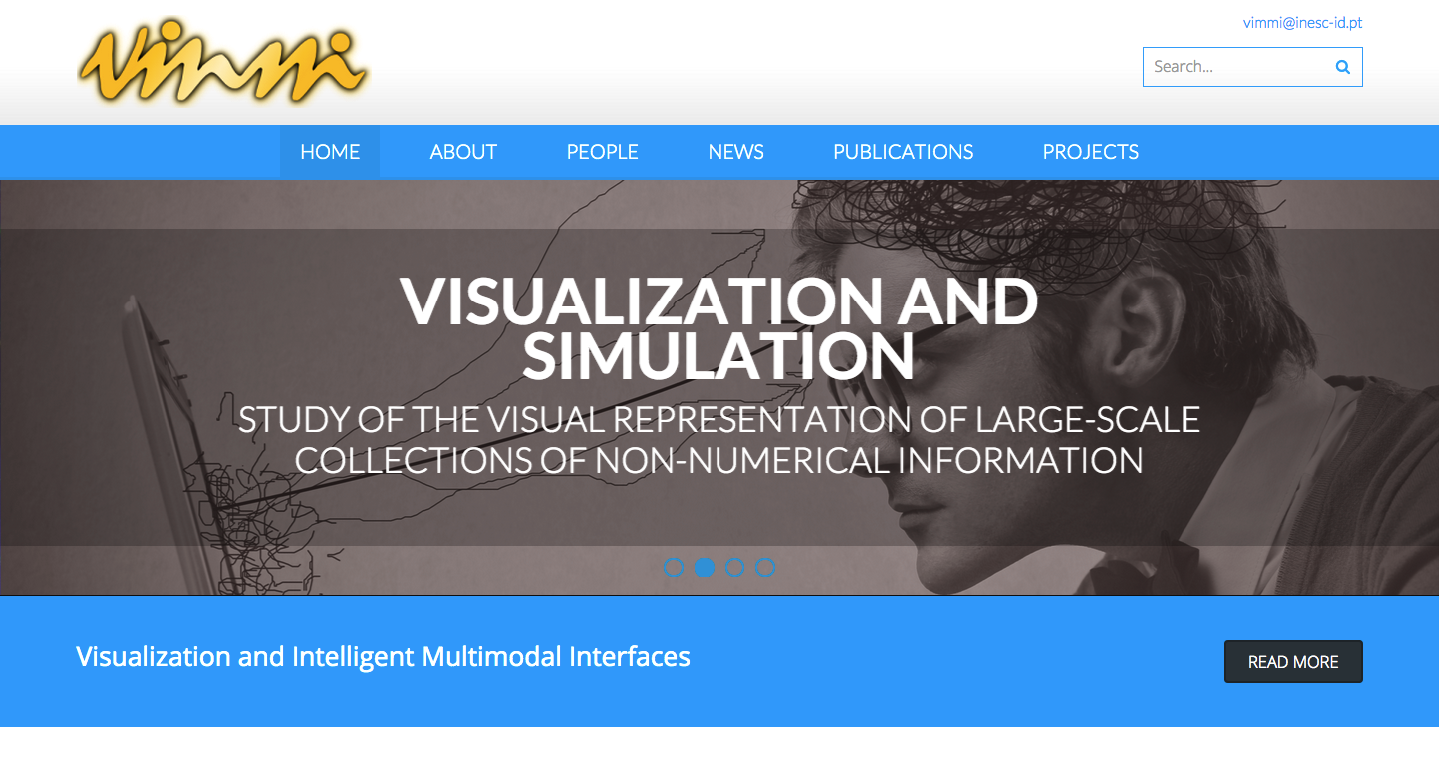 vimmi
vimmi@inesc-id.pt
Search...
HOME ABOUT PEOPLE NEWS PUBLICATIONS PROJECTS
VISUALIZATION AND
SIMULATION
STUDY OF THE VISUAL REPRESENTATION OF LARGE-SCALE
COLLECTIONS OF NON-NUMERICAL INFORMATION
Visualization and Intelligent Multimodal Interfaces
READ MORE